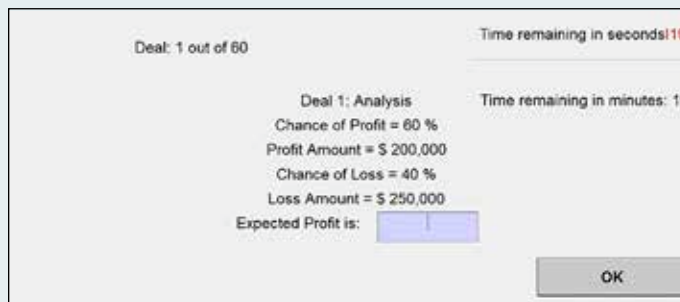 Deal: 1 out of 60
Time remaining in seconds
Deal 1: Analysis
Time remaining in minutes: 1
Chance of Profit = 60 %
Profit Amount = $ 200,000
Chance of Loss = 40 %
Loss Amount = $ 250,000
Expected Profit is:
OK